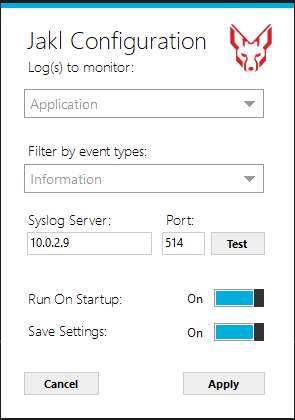 Jakl Configuration
Log(s) to monitor:
Application
Filter by event types:
Information
Syslog Server: Port:
10.0.2.9 514 Test
Run On Startup: On
Save Settings: On
Cancel Apply